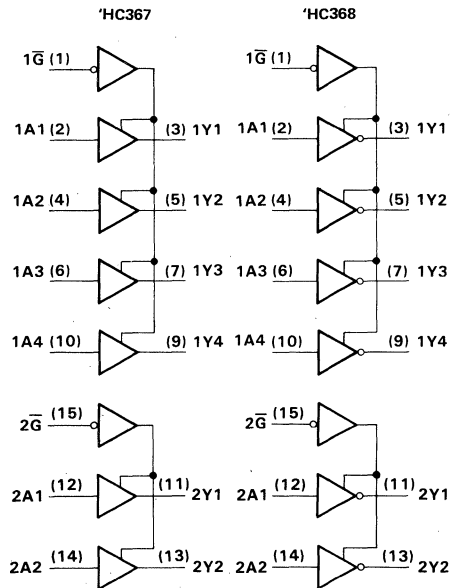 'HC367
'HC368
1G̅ (1)
1G̅ (1)
1A1 (2) (3) 1Y1
1A1 (2) (3) 1Y1
1A2 (4) (5) 1Y2
1A2 (4) (5) 1Y2
1A3 (6) (7) 1Y3
1A3 (6) (7) 1Y3
1A4 (10) (9) 1Y4
1A4 (10) (9) 1Y4
2G̅ (15)
2G̅ (15)
2A1 (12) (11) 2Y1
2A1 (12) (11) 2Y1
2A2 (14) (13) 2Y2
2A2 (14) (13) 2Y2